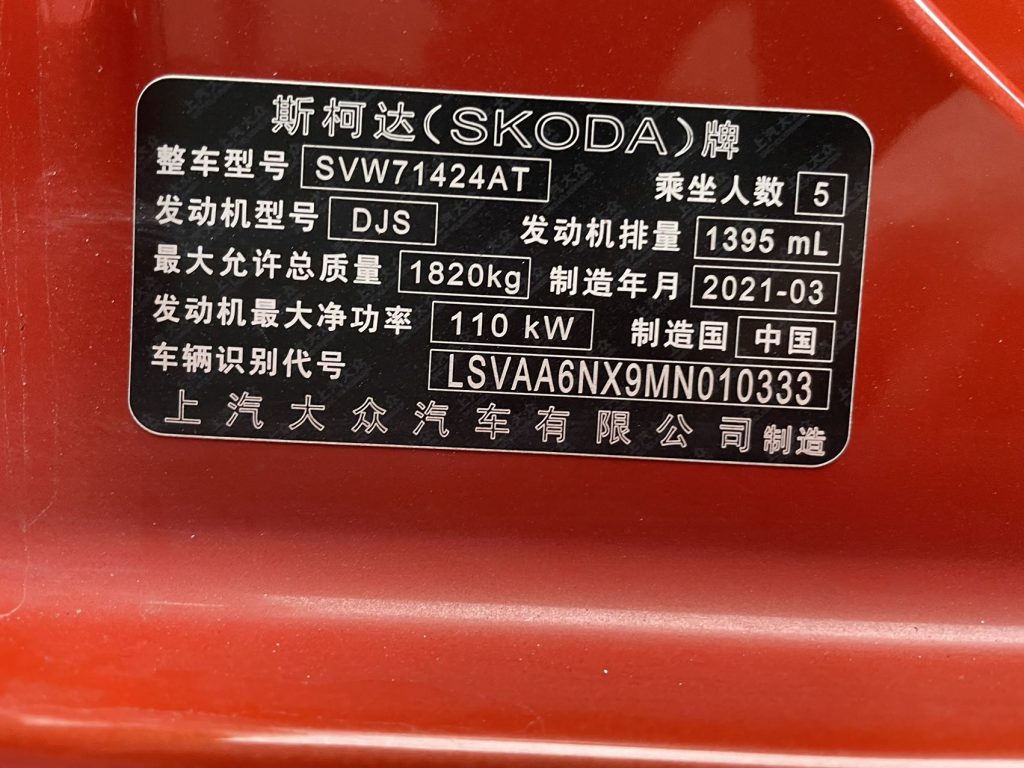 斯柯达(SKODA)牌
整车型号 SVW71424AT 乘坐人数 5
发动机型号 DJS 发动机排量 1395 mL
最大允许总质量 1820kg 制造年月 2021-03
发动机最大净功率 110 kW 制造国 中国
车辆识别代号 LSVAA6NX9MN010333
上汽大众汽车有限公司制造